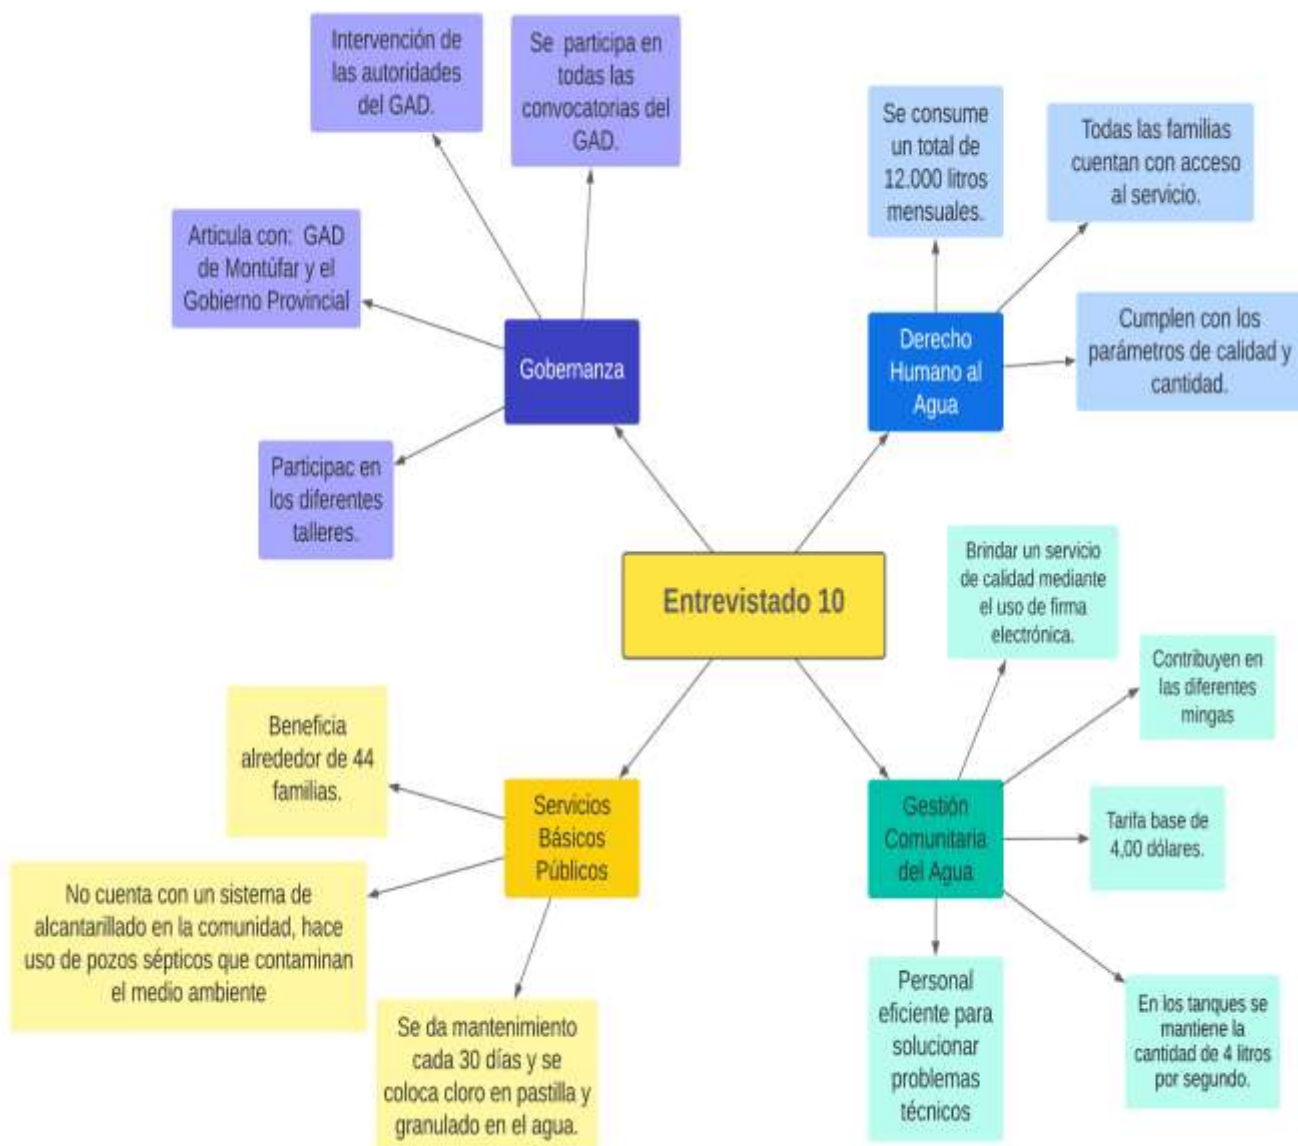 Intervención de
las autoridades
del GAD.
Se participa en
todas las
convocatorias del
GAD.
Articula con: GAD
de Montúfar y el
Gobierno Provincial
Participac en
los diferentes
talleres.
Gobernanza
Se consume
un total de
12.000 litros
mensuales.
Todas las familias
cuentan con acceso
al servicio.
Cumplen con los
parámetros de calidad y
cantidad.
Derecho
Humano al
Agua
Entrevistado 10
Beneficia
alrededor de 44
familias.
No cuenta con un sistema de
alcantarillado en la comunidad, hace
uso de pozos sépticos que contaminan
el medio ambiente
Se da mantenimiento
cada 30 días y se
coloca cloro en pastilla y
granulado en el agua.
Servicios
Básicos
Públicos
Brindar un servicio
de calidad mediante
el uso de firma
electrónica.
Contribuyen en
las diferentes
mingas
Tarifa base de
4,00 dólares.
En los tanques se
mantiene la
cantidad de 4 litros
por segundo.
Personal
eficiente para
solucionar
problemas
técnicos
Gestión
Comunitaria
del Agua